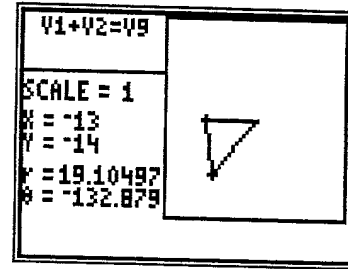 V1+V2=V9
SCALE = 1
X = -13
Y = -14
r =19.10497
θ = -132.879